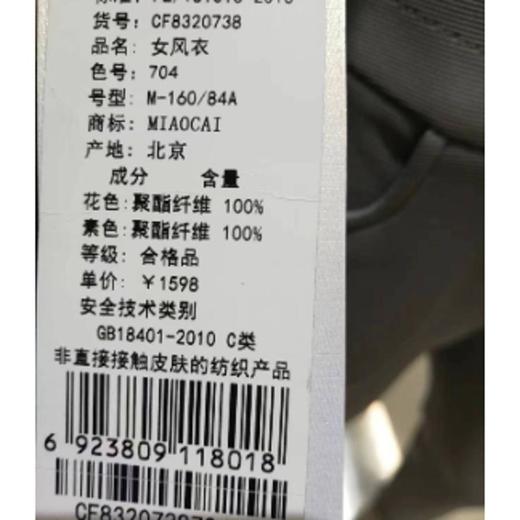 货号: CF8320738
品名: 女风衣
色号: 704
号型: M-160/84A
商标: MIAOCAI
产地: 北京
成分 含量
花色:聚酯纤维 100%
素色:聚酯纤维 100%
等级: 合格品
单价: ￥1598
安全技术类别
GB18401-2010 C类
非直接接触皮肤的纺织产品
6 923809 118018